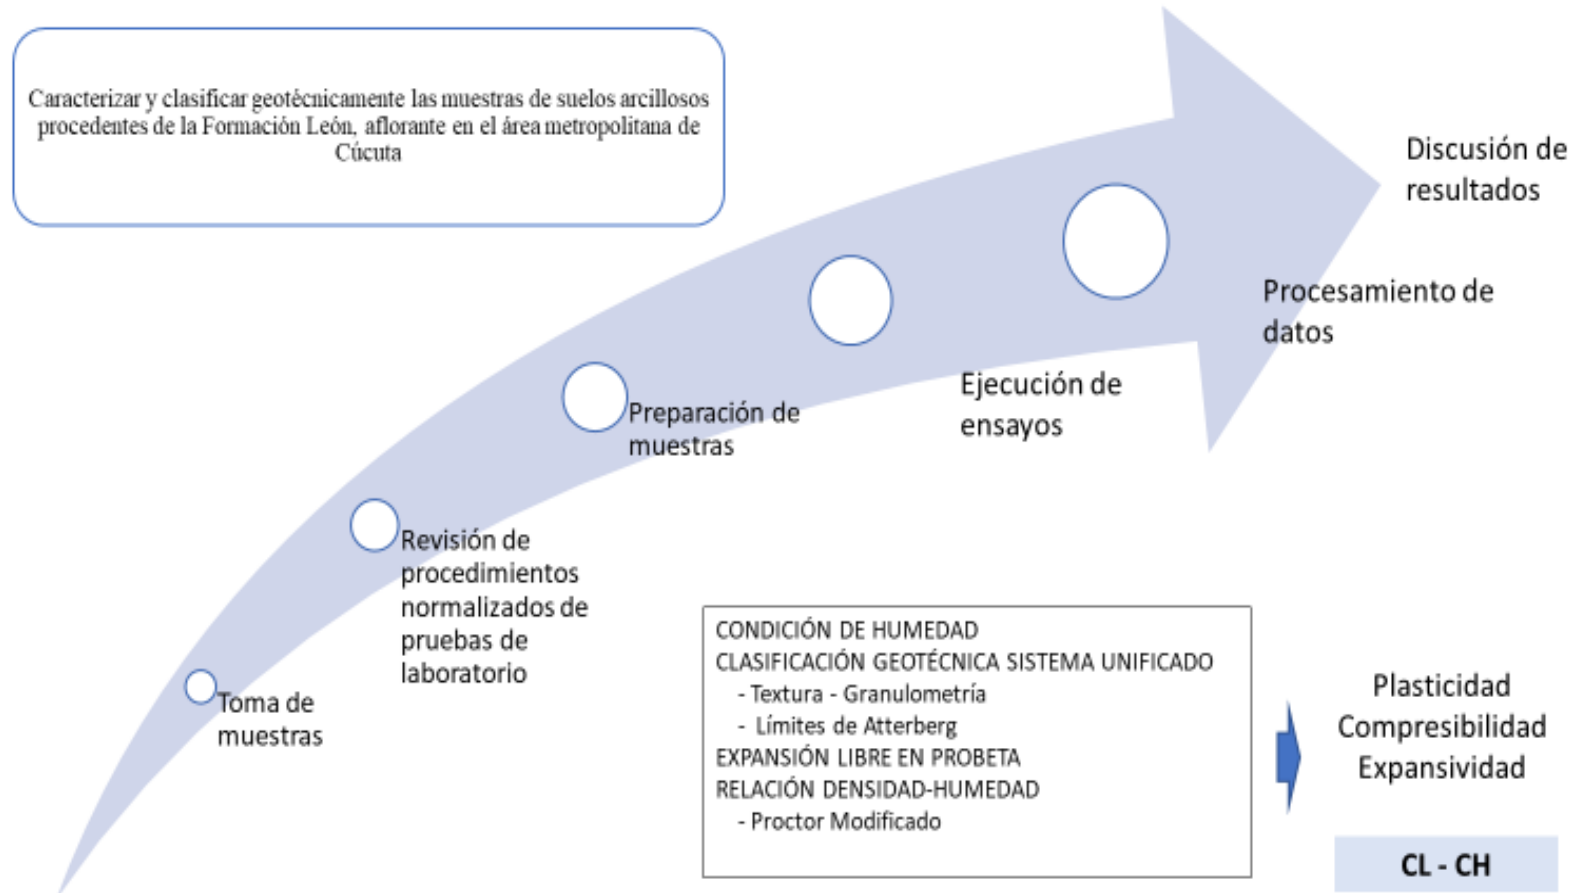 Caracterizar y clasificar geotécnicamente las muestras de suelos arcillosos
procedentes de la Formación León, aflorante en el área metropolitana de
Cúcuta
Discusión de
resultados
Procesamiento de
datos
Ejecución de
ensayos
Preparación de
muestras
Revisión de
procedimientos
normalizados de
pruebas de
laboratorio
Toma de
muestras
CONDICIÓN DE HUMEDAD
CLASIFICACIÓN GEOTÉCNICA SISTEMA UNIFICADO
- Textura - Granulometría
- Límites de Atterberg
EXPANSIÓN LIBRE EN PROBETA
RELACIÓN DENSIDAD-HUMEDAD
- Proctor Modificado
Plasticidad
Compresibilidad
Expansividad
CL - CH